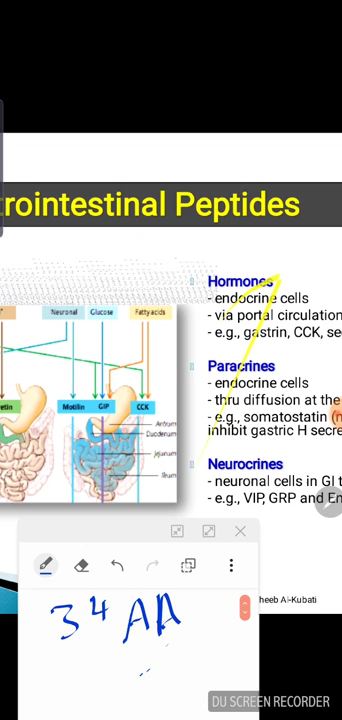 trointestinal Peptides
Hormones
- endocrine cells
- via portal circulation
- e.g., gastrin, CCK, se
Neuronal Glucose Fatty acids
Paracrines
- endocrine cells
- thru diffusion at the
- e.g., somatostatin (n
inhibit gastric H secre
etin Motilin GIP CCK
Antrum
Duodenum
Jejunum
Ileum
Neurocrines
- neuronal cells in GI t
- e.g., VIP, GRP and En
heeb Al-Kubati
34 AA
DU SCREEN RECORDER